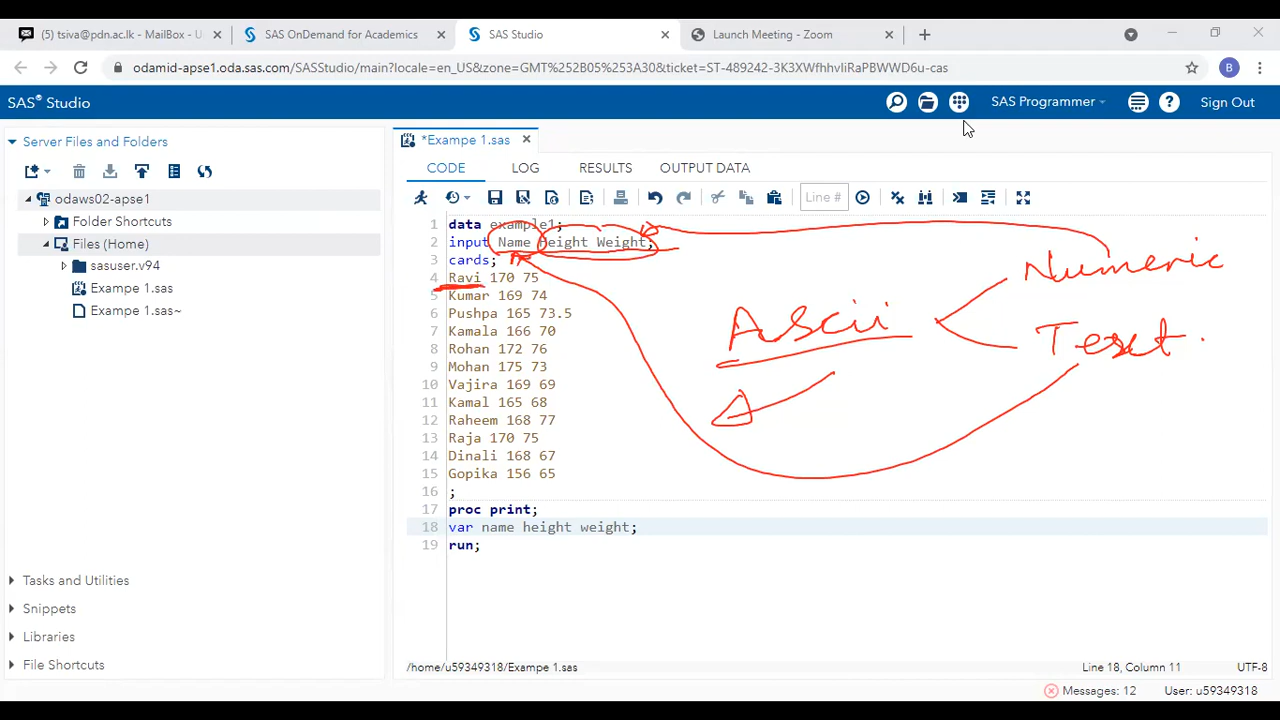 (5) tsiva@pdn.ac.lk - MailBox - U
SAS OnDemand for Academics
SAS Studio
Launch Meeting - Zoom
odamid-apse1.oda.sas.com/SASStudio/main?locale=en_US&zone=GMT%252B05%253A30&ticket=ST-489242-3K3XWfhhvIiRaPBWWD6u-cas
B
SAS® Studio
SAS Programmer
Sign Out
Server Files and Folders
odaws02-apse1
Folder Shortcuts
Files (Home)
sasuser.v94
Exampe 1.sas
Exampe 1.sas~
Tasks and Utilities
Snippets
Libraries
File Shortcuts
*Exampe 1.sas
CODE LOG RESULTS OUTPUT DATA
Line #
1 data example1;
2 input Name Height Weight;
3 cards;
4 Ravi 170 75
5 Kumar 169 74
6 Pushpa 165 73.5
7 Kamala 166 70
8 Rohan 172 76
9 Mohan 175 73
10 Vajira 169 69
11 Kamal 165 68
12 Raheem 168 77
13 Raja 170 75
14 Dinali 168 67
15 Gopika 156 65
16 ;
17 proc print;
18 var name height weight;
19 run;
Numeric
Ascii
Text
A
/home/u59349318/Exampe 1.sas
Line 18, Column 11
UTF-8
Messages: 12
User: u59349318